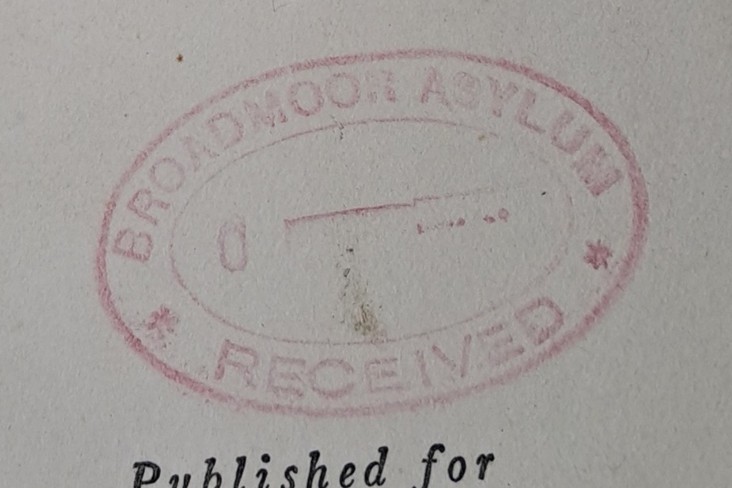 BROADMOOR ASYLUM
RECEIVED
Published for